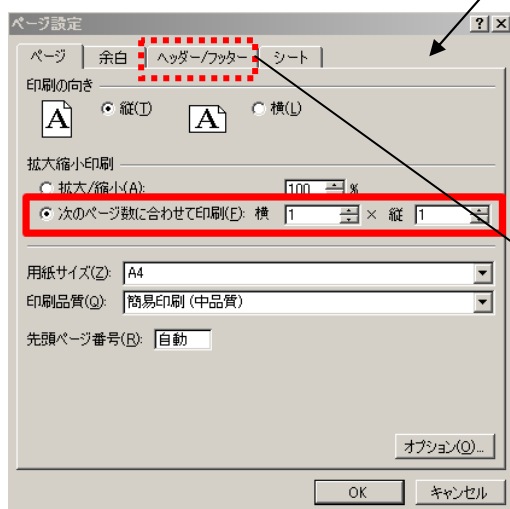 ページ設定 ? ×
ページ 余白 ヘッダー/フッター シート
印刷の向き
A 縦(T) A 横(L)
拡大縮小印刷
拡大/縮小(A): 100 %
次のページ数に合わせて印刷(F): 横 1 × 縦 1
用紙サイズ(Z): A4
印刷品質(Q): 簡易印刷 (中品質)
先頭ページ番号(R): 自動
オプション(O)...
OK キャンセル